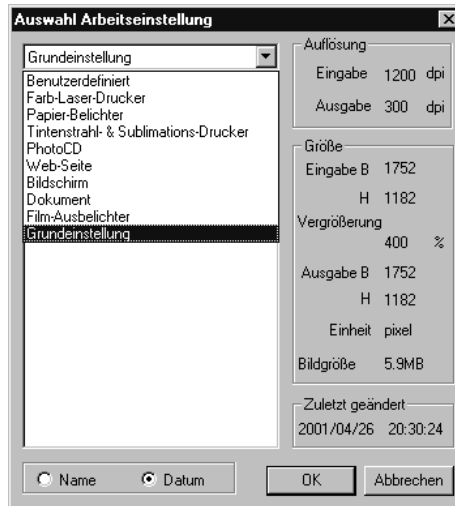 Auswahl Arbeitseinstellung
Grundeinstellung
Benutzerdefiniert
Farb-Laser-Drucker
Papier-Belichter
Tintenstrahl- & Sublimations-Drucker
PhotoCD
Web-Seite
Bildschirm
Dokument
Film-Ausbelichter
Grundeinstellung
Auflösung
Eingabe 1200 dpi
Ausgabe 300 dpi
Größe
Eingabe B 1752
H 1182
Vergrößerung
400 %
Ausgabe B 1752
H 1182
Einheit pixel
Bildgröße 5.9MB
Zuletzt geändert
2001/04/26 20:30:24
Name Datum
OK Abbrechen